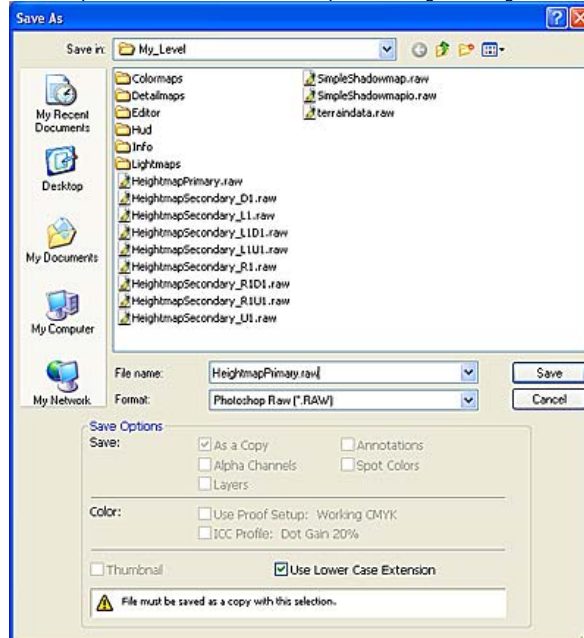 Save As
Save in: My_Level
My Recent Documents
Desktop
My Documents
My Computer
My Network
Colormaps
Detailmaps
Editor
Hud
Info
Lightmaps
HeightmapPrimary.raw
HeightmapSecondary_D1.raw
HeightmapSecondary_L1.raw
HeightmapSecondary_L1D1.raw
HeightmapSecondary_L1U1.raw
HeightmapSecondary_R1.raw
HeightmapSecondary_R1D1.raw
HeightmapSecondary_R1U1.raw
HeightmapSecondary_U1.raw
SimpleShadowmap.raw
SimpleShadowmapio.raw
terraindata.raw
File name: HeightmapPrimary.raw
Save
Format: Photoshop Raw (*.RAW)
Cancel
Save Options
Save: As a Copy Annotations
Alpha Channels Spot Colors
Layers
Color: Use Proof Setup: Working CMYK
ICC Profile: Dot Gain 20%
Thumbnail Use Lower Case Extension
File must be saved as a copy with this selection.